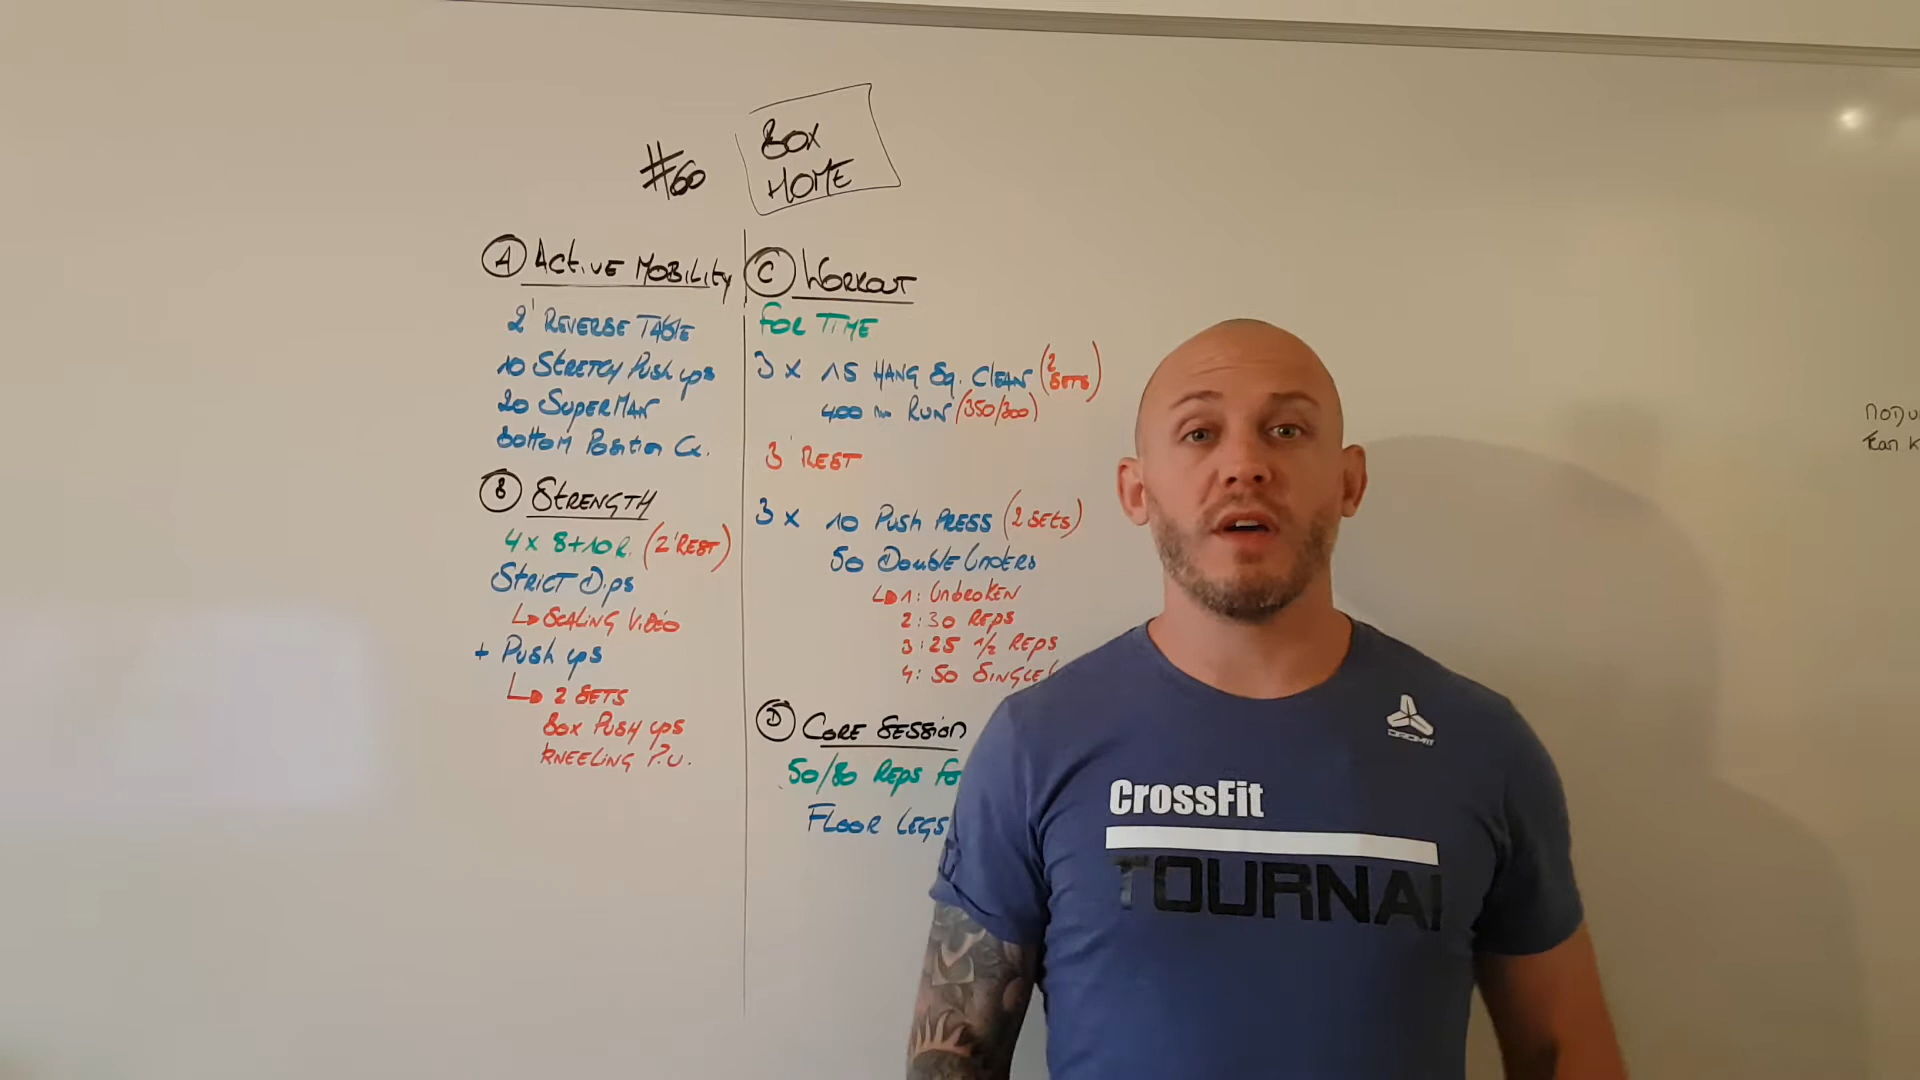 #60
BOX
HOME
A ACTIVE MOBILITY
2' REVERSE TABLE
10 STRETCH PUSH UPS
20 SUPERMAN
BOTTOM POSITION
B STRENGTH
4 x 8+10 R. (2' REST)
STRICT DIPS
SCALING VIDEO
+ PUSH UPS
2 SETS
BOX PUSH UPS
KNEELING P.U.
C WORKOUT
FOR TIME
3 x 15 HANG SQ. CLEAN (2 SETS)
400 m RUN (350/300)
3' REST
3 x 10 PUSH PRESS (2 SETS)
50 DOUBLE UNDERS
1: UNBROKEN
2: 30 REPS
3: 25 1/2 REPS
4: 50 SINGLE
D CORE SESSION
50/80 REPS FO
FLOOR LEGS
CrossFit
TOURNAI